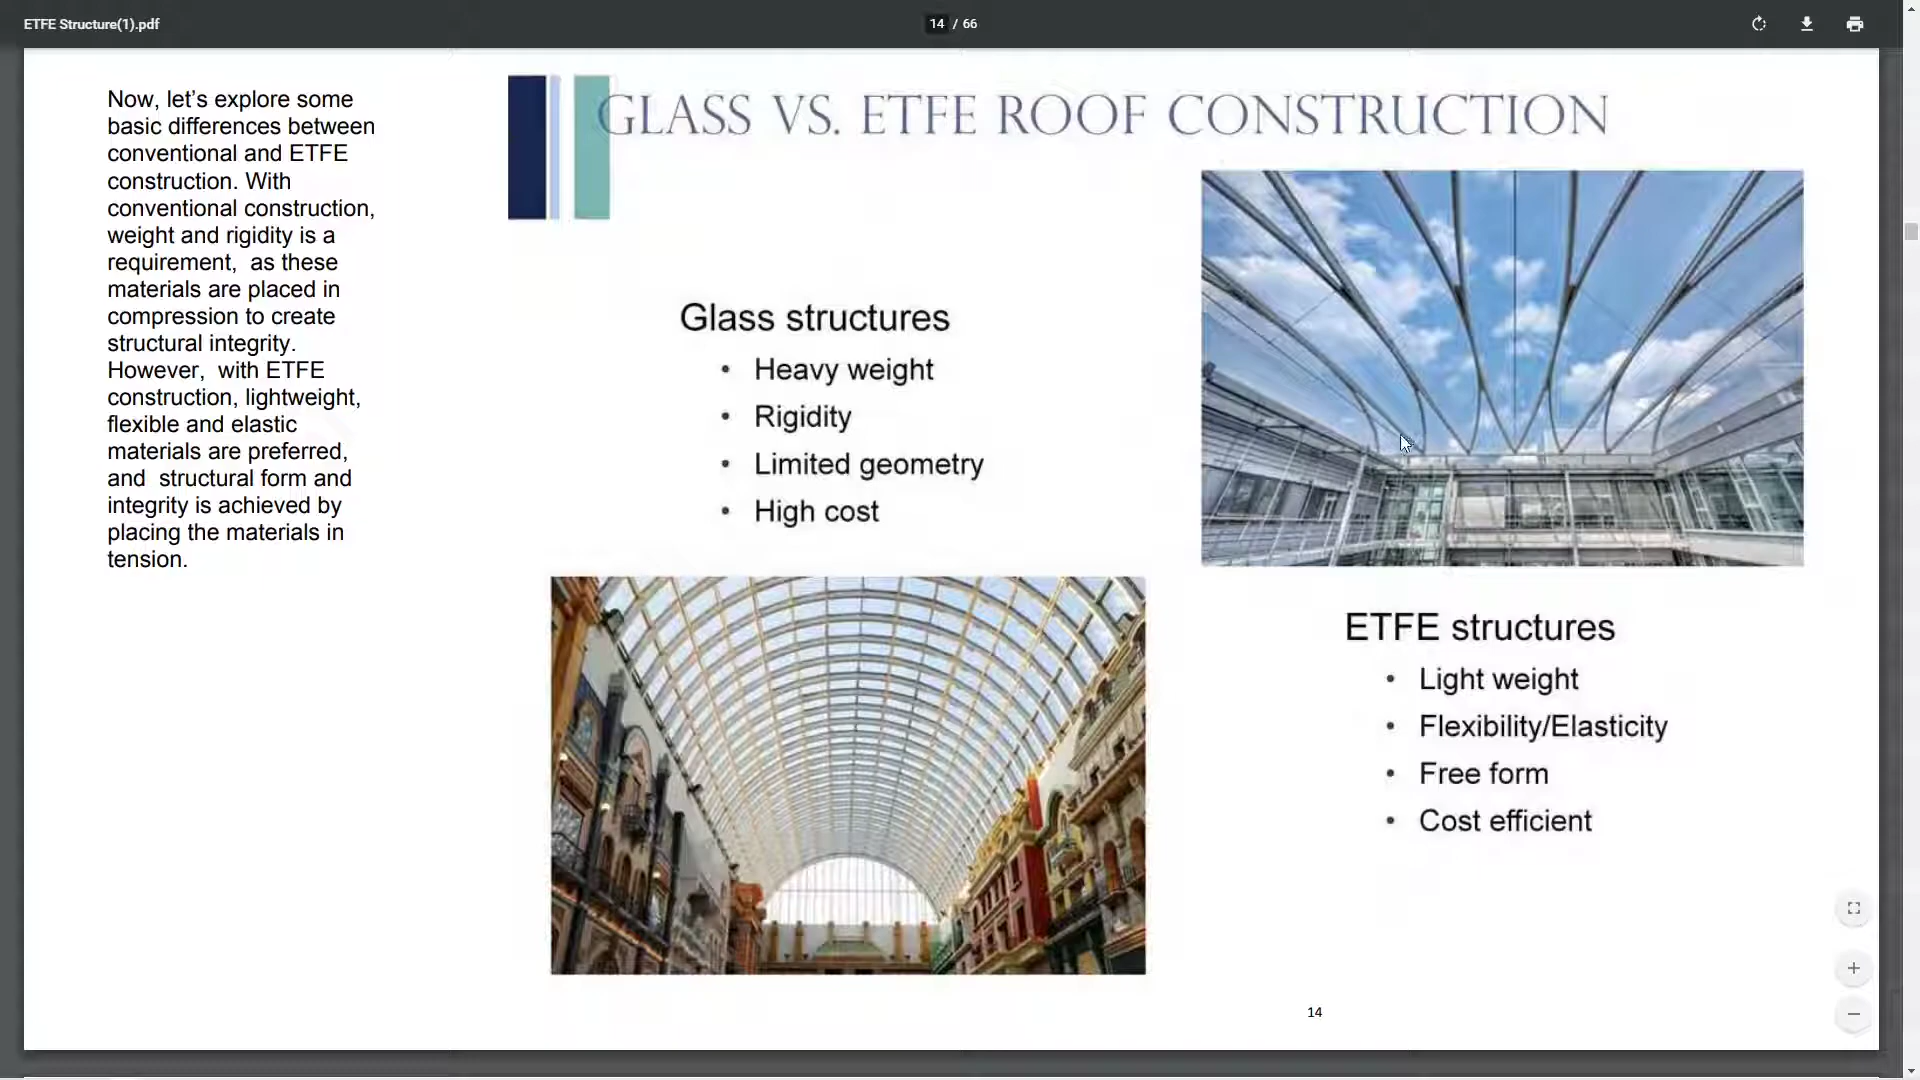 ETFE Structure(1).pdf
14 / 66
Now, let’s explore some
basic differences between
conventional and ETFE
construction. With
conventional construction,
weight and rigidity is a
requirement,  as these
materials are placed in
compression to create
structural integrity.
However,  with ETFE
construction, lightweight,
flexible and elastic
materials are preferred,
and  structural form and
integrity is achieved by
placing the materials in
tension.
GLASS VS. ETFE ROOF CONSTRUCTION
Glass structures
• Heavy weight
• Rigidity
• Limited geometry
• High cost
ETFE structures
• Light weight
• Flexibility/Elasticity
• Free form
• Cost efficient
14